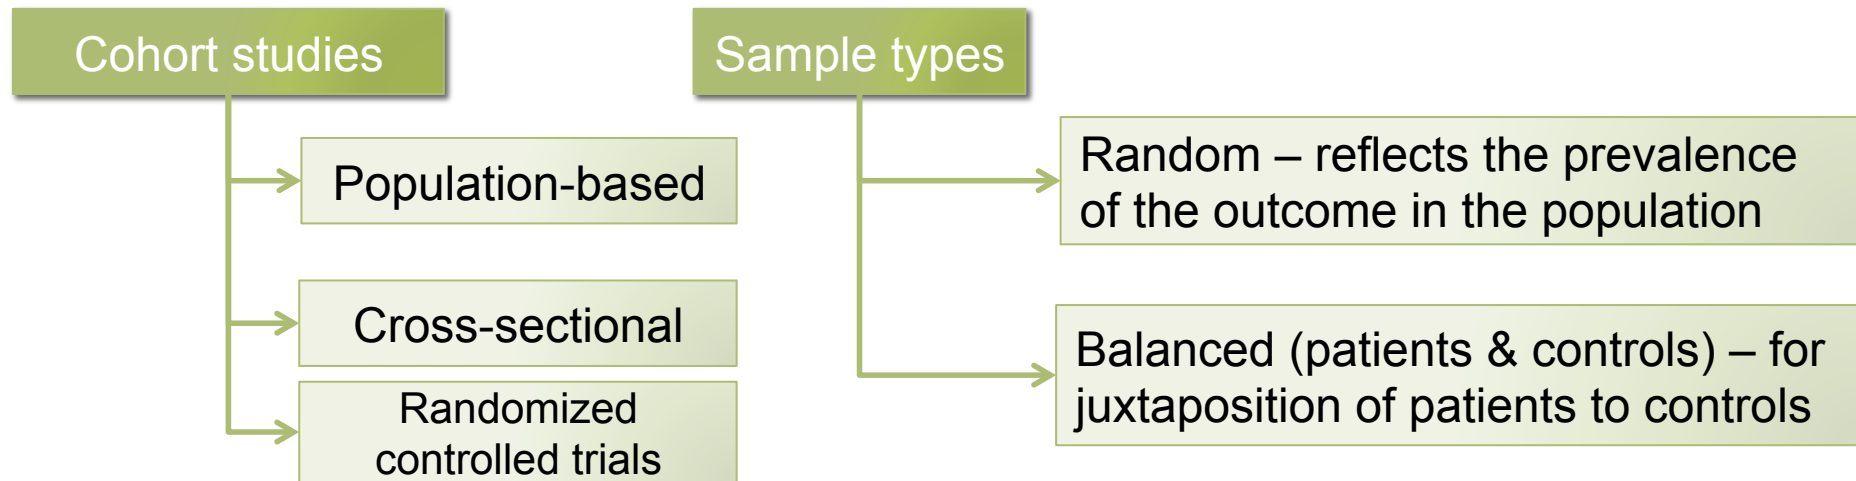 Cohort studies
Population-based
Cross-sectional
Randomized
controlled trials
Sample types
Random – reflects the prevalence
of the outcome in the population
Balanced (patients & controls) – for
juxtaposition of patients to controls